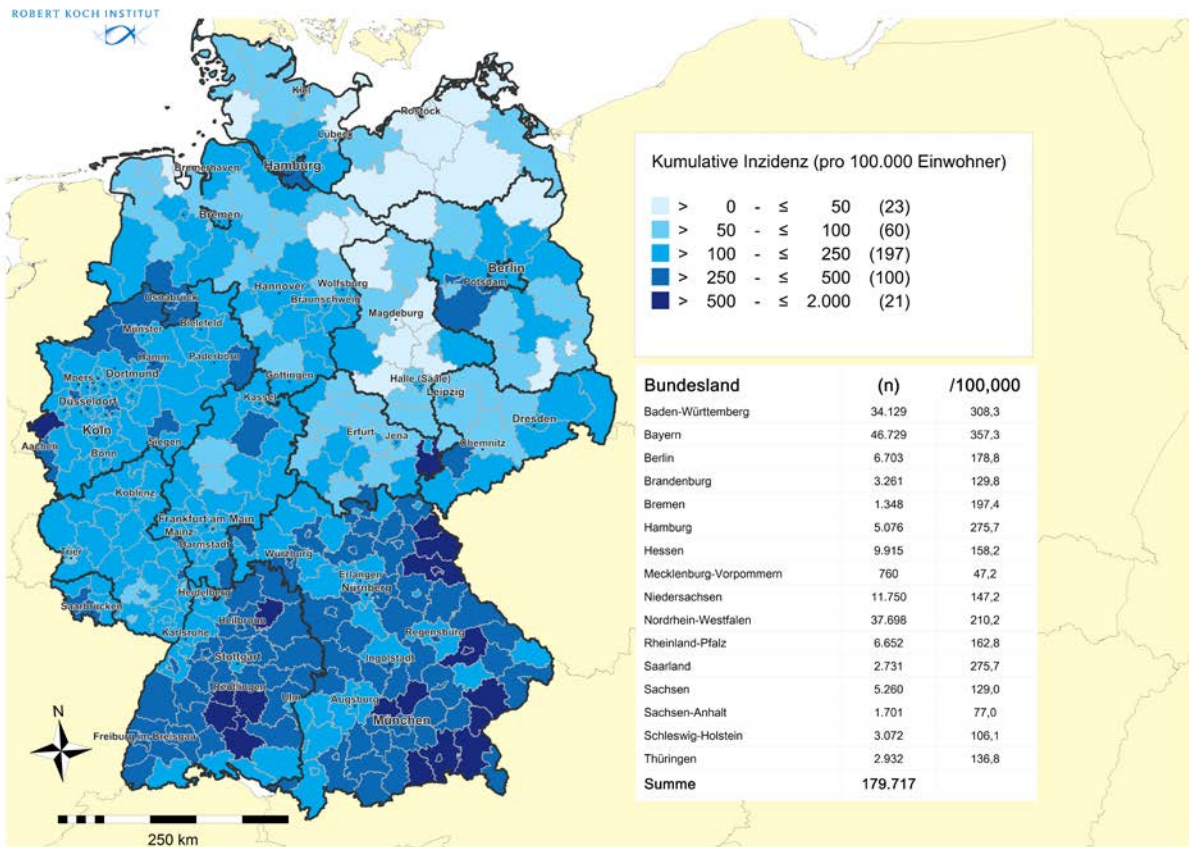 ROBERT KOCH INSTITUT
Kiel
Rostock
Lübeck
Hamburg
Bremerhaven
Bremen
Berlin
Potsdam
Wolfsburg
Hannover
Braunschweig
Osnabrück
Magdeburg
Münster
Bielefeld
Hamm
Paderborn
Moers
Dortmund
Göttingen
Halle (Saale)
Düsseldorf
Kassel
Leipzig
Köln
Dresden
Aachen
Siegen
Erfurt
Jena
Chemnitz
Bonn
Koblenz
Frankfurt am Main
Mainz
Darmstadt
Trier
Würzburg
Erlangen
Nürnberg
Heidelberg
Saarbrücken
Heilbronn
Karlsruhe
Regensburg
Stuttgart
Ingolstadt
Reutlingen
Ulm
Augsburg
München
Freiburg im Breisgau
N
250 km
Kumulative Inzidenz (pro 100.000 Einwohner)
> 0 - ≤ 50 (23)
> 50 - ≤ 100 (60)
> 100 - ≤ 250 (197)
> 250 - ≤ 500 (100)
> 500 - ≤ 2.000 (21)
Bundesland (n) /100,000
Baden-Württemberg 34.129 308,3
Bayern 46.729 357,3
Berlin 6.703 178,8
Brandenburg 3.261 129,8
Bremen 1.348 197,4
Hamburg 5.076 275,7
Hessen 9.915 158,2
Mecklenburg-Vorpommern 760 47,2
Niedersachsen 11.750 147,2
Nordrhein-Westfalen 37.698 210,2
Rheinland-Pfalz 6.652 162,8
Saarland 2.731 275,7
Sachsen 5.260 129,0
Sachsen-Anhalt 1.701 77,0
Schleswig-Holstein 3.072 106,1
Thüringen 2.932 136,8
Summe 179.717